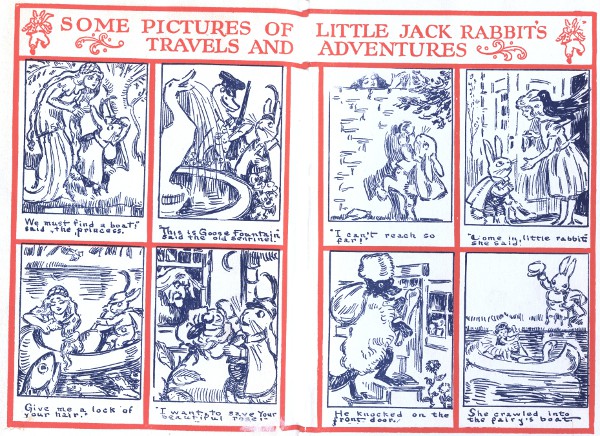 SOME PICTURES OF LITTLE JACK RABBIT'S
TRAVELS AND ADVENTURES
"We must find a boat,"
said the princess.
"This is Goose Fountain"
said the old sentinel.
"I can't reach so
far!"
"Come in, little rabbit"
she said.
"Give me a lock of
your hair."
"I want to save your
beautiful rose!"
He knocked on the
front door.
She crawled into
the fairy's boat.